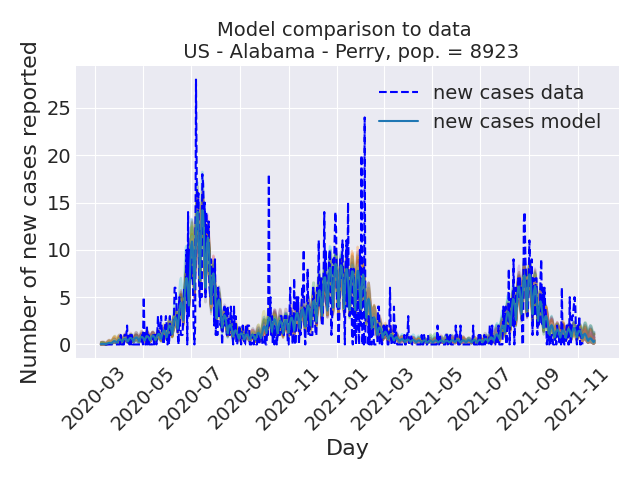 Model comparison to data
US - Alabama - Perry, pop. = 8923
new cases data
new cases model
Number of new cases reported
25
20
15
10
5
0
2020-03
2020-05
2020-07
2020-09
2020-11
2021-01
2021-03
2021-05
2021-07
2021-09
2021-11
Day